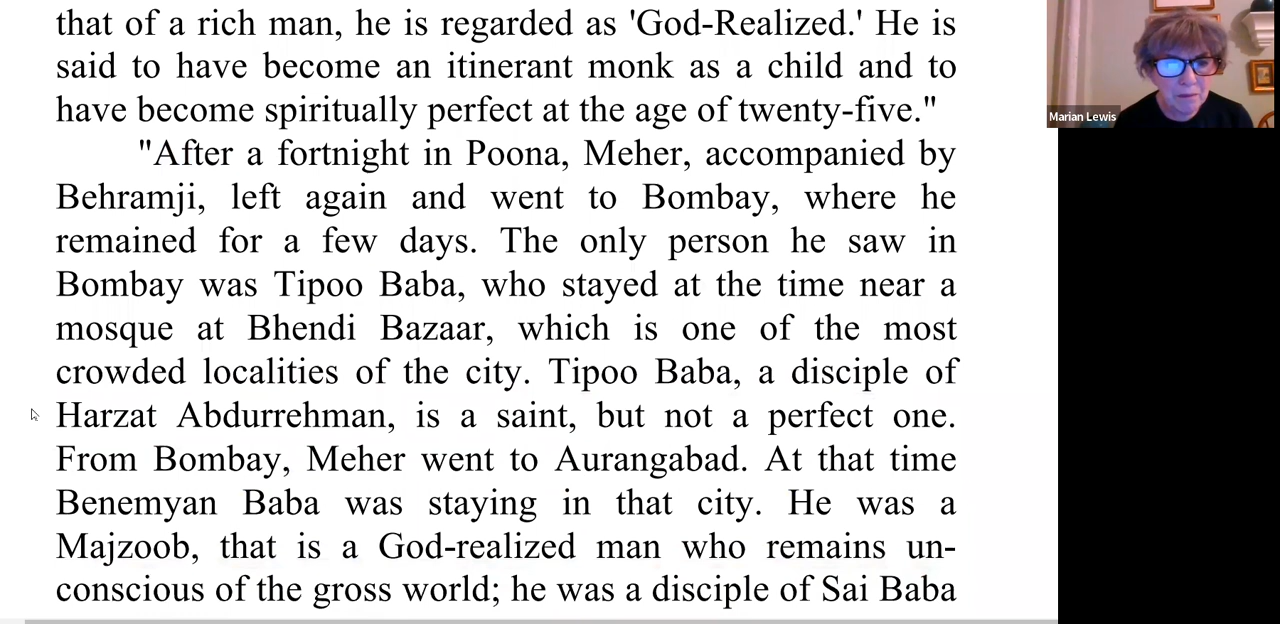 that of a rich man, he is regarded as 'God-Realized.' He is
said to have become an itinerant monk as a child and to
have become spiritually perfect at the age of twenty-five."
"After a fortnight in Poona, Meher, accompanied by
Behramji, left again and went to Bombay, where he
remained for a few days. The only person he saw in
Bombay was Tipoo Baba, who stayed at the time near a
mosque at Bhendi Bazaar, which is one of the most
crowded localities of the city. Tipoo Baba, a disciple of
Harzat Abdurrehman, is a saint, but not a perfect one.
From Bombay, Meher went to Aurangabad. At that time
Benemyan Baba was staying in that city. He was a
Majzoob, that is a God-realized man who remains un-
conscious of the gross world; he was a disciple of Sai Baba
Marian Lewis